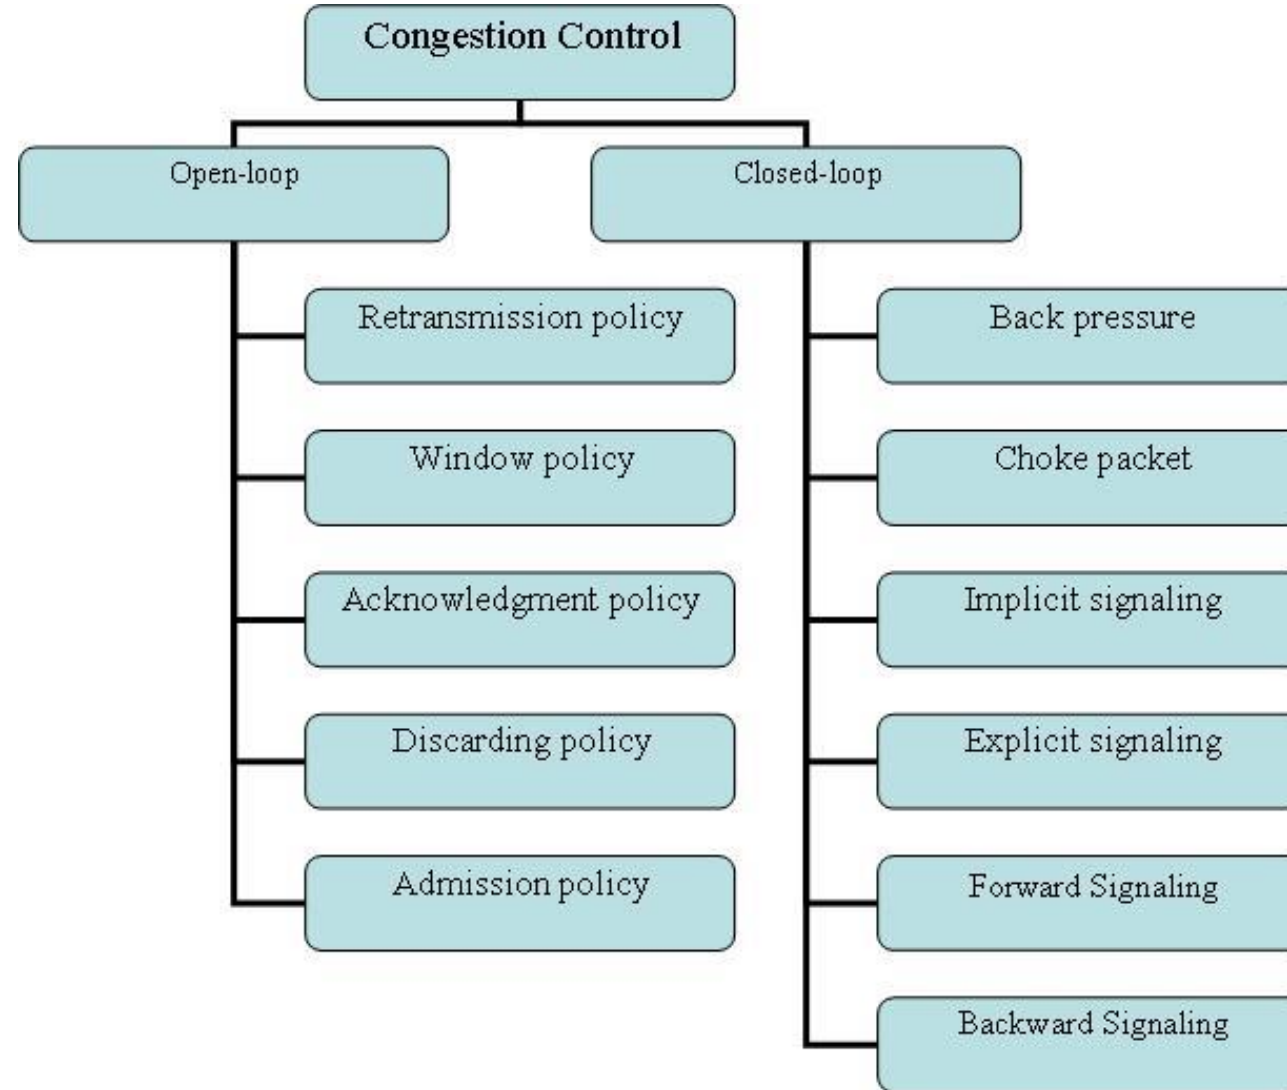 Congestion Control
Open-loop
Closed-loop
Retransmission policy
Back pressure
Window policy
Choke packet
Acknowledgment policy
Implicit signaling
Discarding policy
Explicit signaling
Admission policy
Forward Signaling
Backward Signaling